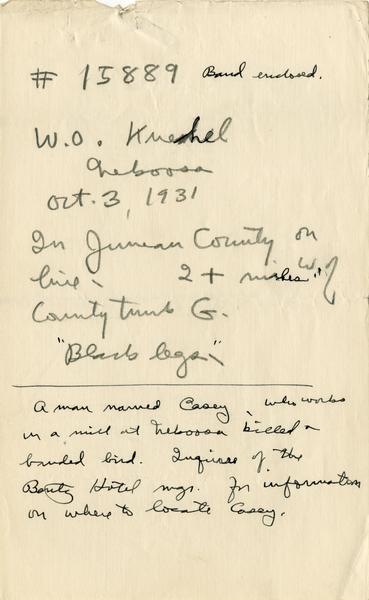 # 15889 Band enclosed.
W.O. Kuechel
Nekoosa
Oct. 3, 1931
In Juneau County on
line 2 + miles W. of
County trunk G.
"Black legs"
A man named Casey, who works
in a mill at Nekoosa killed a
banded bird. Inquire of the
Hotel mgr. for information
on where to locate Casey.